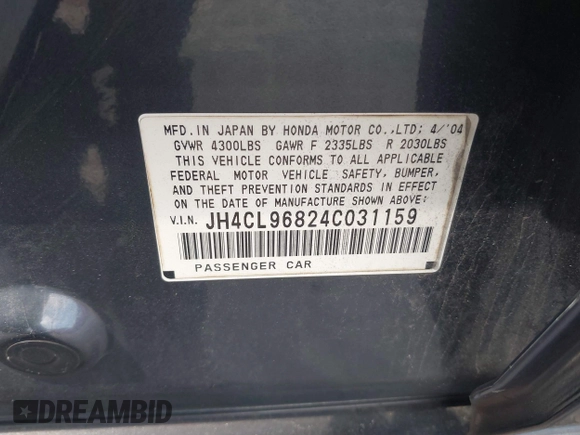 MFD. IN JAPAN BY HONDA MOTOR CO.,LTD; 4/'04
GVWR 4300LBS GAWR F 2335LBS R 2030LBS
THIS VEHICLE CONFORMS TO ALL APPLICABLE
FEDERAL MOTOR VEHICLE SAFETY, BUMPER,
AND THEFT PREVENTION STANDARDS IN EFFECT
ON THE DATE OF MANUFACTURE SHOWN ABOVE:
V.I.N. JH4CL96824C031159
PASSENGER CAR
DREAMBID